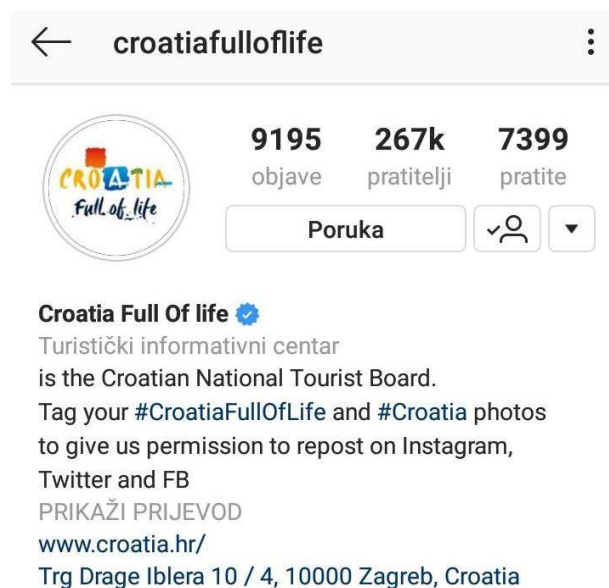 croatiafulloflife
CROATIA
Full of life
9195 267k 7399
objave pratitelji pratite
Poruka
Croatia Full Of life
Turistički informativni centar
is the Croatian National Tourist Board.
Tag your #CroatiaFullOfLife and #Croatia photos
to give us permission to repost on Instagram,
Twitter and FB
PRIKAŽI PRIJEVOD
www.croatia.hr/
Trg Drage Iblera 10 / 4, 10000 Zagreb, Croatia